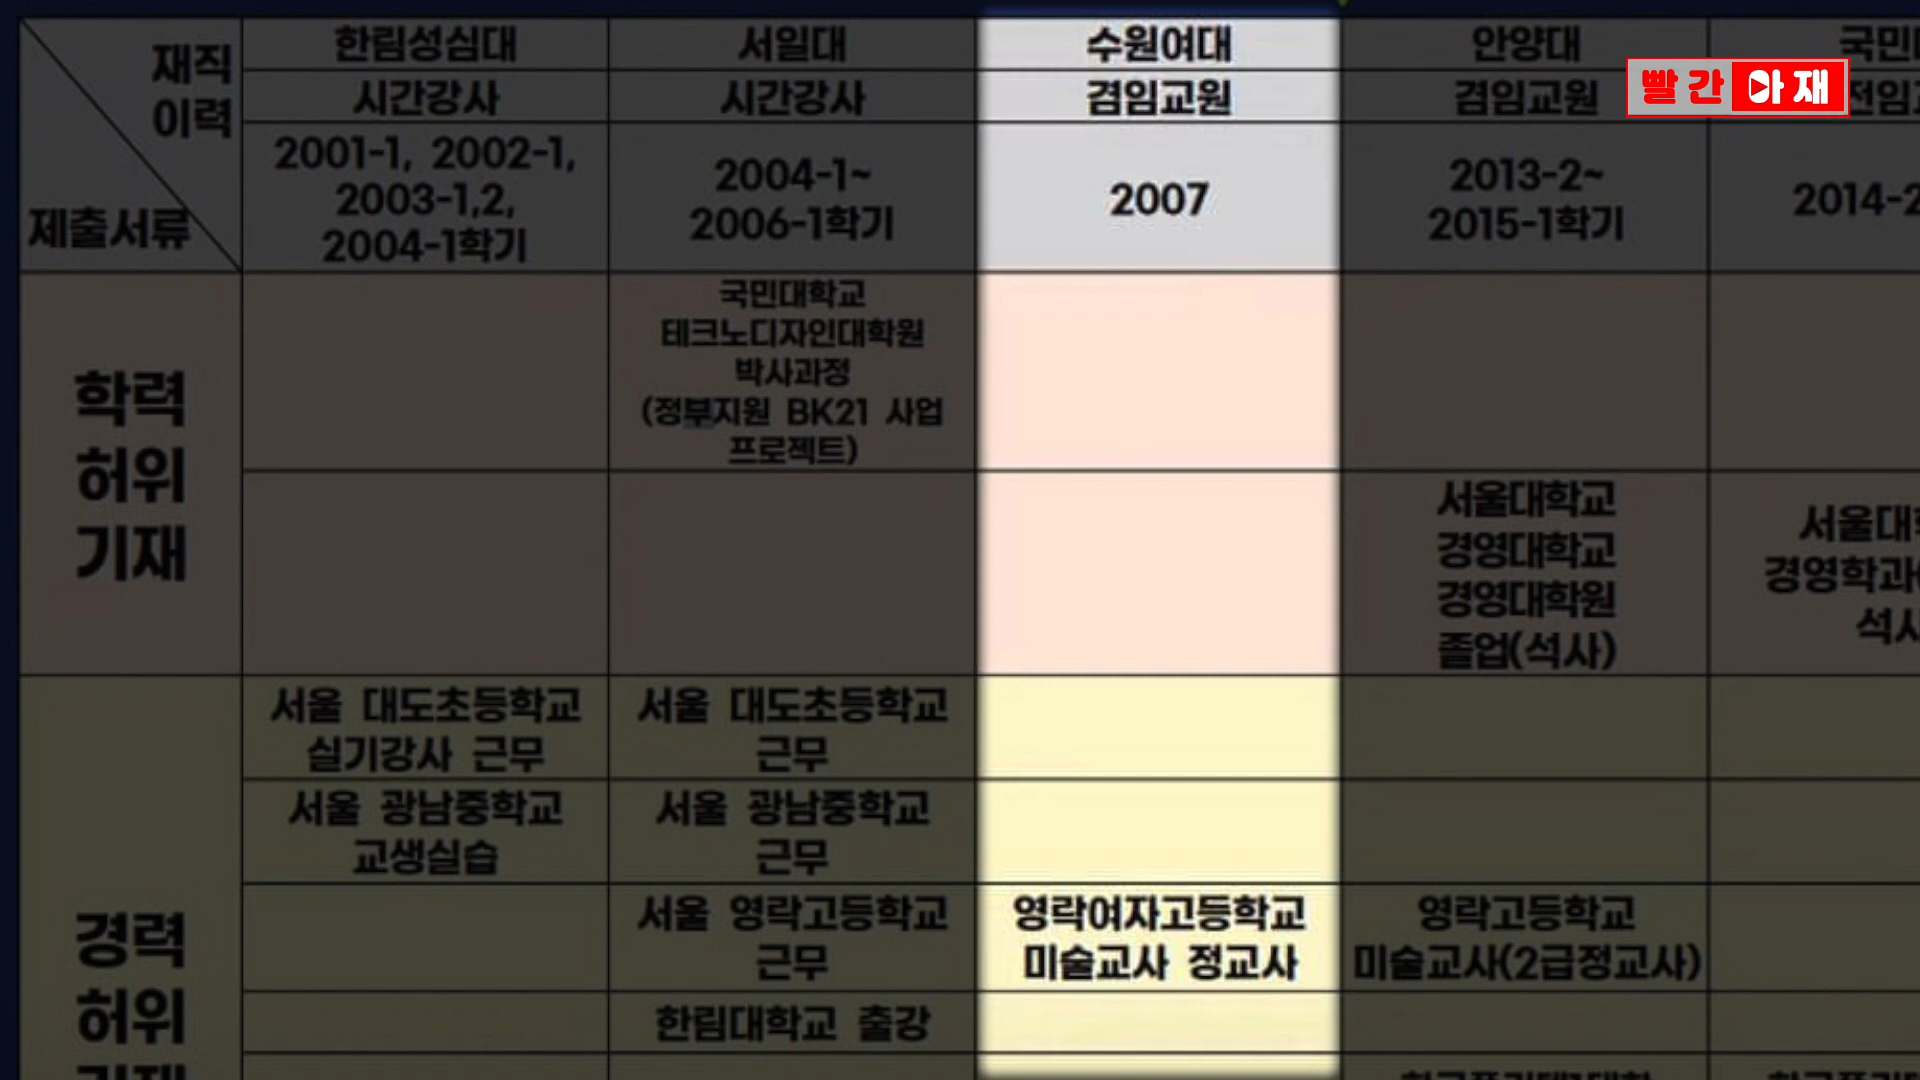 재직
이력
제출서류
한림성심대
서일대
수원여대
안양대
시간강사
시간강사
겸임교원
겸임교원
빨간아재
2001-1, 2002-1,
2003-1,2,
2004-1학기
2004-1~
2006-1학기
2007
2013-2~
2015-1학기
2014-2
학력
허위
기재
국민대학교
테크노디자인대학원
박사과정
(정부지원 BK21 사업
프로젝트)
서울대학교
경영대학교
경영대학원
졸업(석사)
서울대
경영학과
석사
경력
허위
서울 대도초등학교
실기강사 근무
서울 대도초등학교
근무
서울 광남중학교
교생실습
서울 광남중학교
근무
서울 영락고등학교
근무
영락여자고등학교
미술교사 정교사
영락고등학교
미술교사(2급정교사)
한림대학교 출강